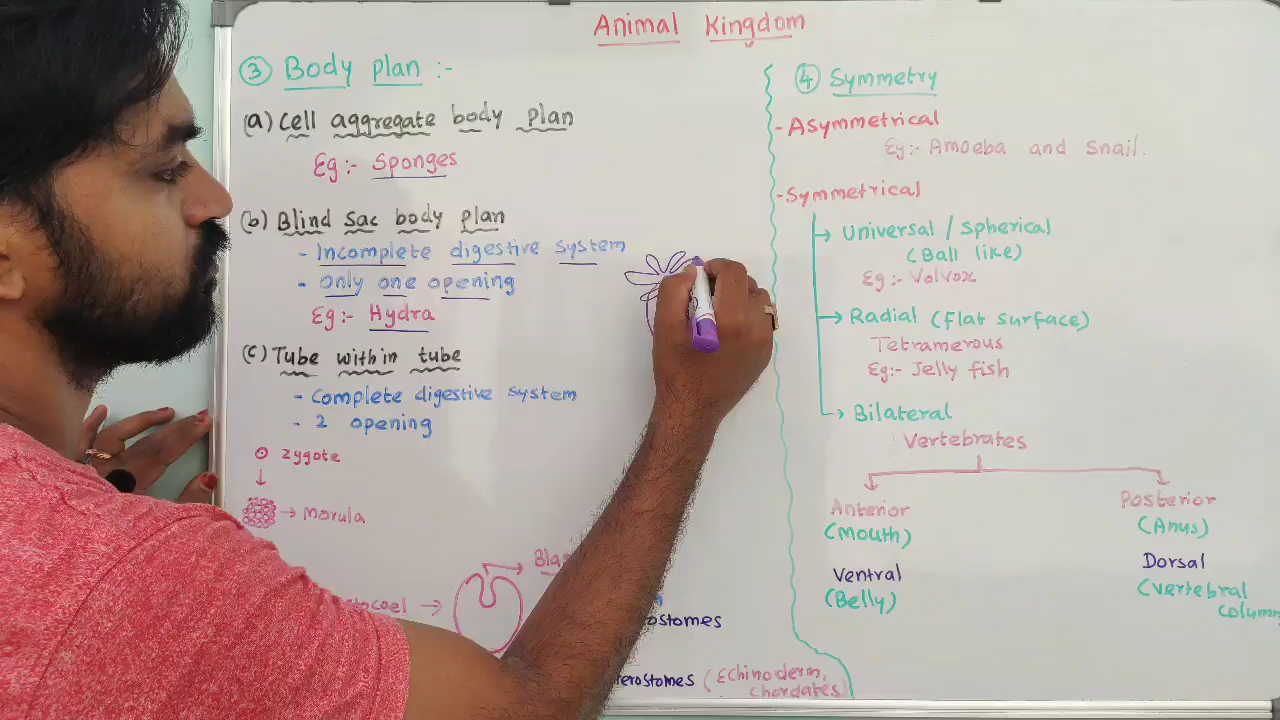 Animal Kingdom
③ Body plan :-
(a) Cell aggregate body plan
Eg:- Sponges
(b) Blind sac body plan
- Incomplete digestive system
- Only one opening
Eg:- Hydra
(c) Tube within tube
- Complete digestive system
- 2 opening
zygote
→ Morula
④ Symmetry
- Asymmetrical
Eg:- Amoeba and Snail.
- Symmetrical
→ Universal / Spherical
(Ball like)
Eg:- Volvox
→ Radial (flat surface)
Tetramerous
Eg:- Jelly fish
→ Bilateral
Vertebrates
Anterior
(Mouth)
Ventral
(Belly)
Posterior
(Anus)
Dorsal
(vertebral
column
(Echinoderm,
chordates)